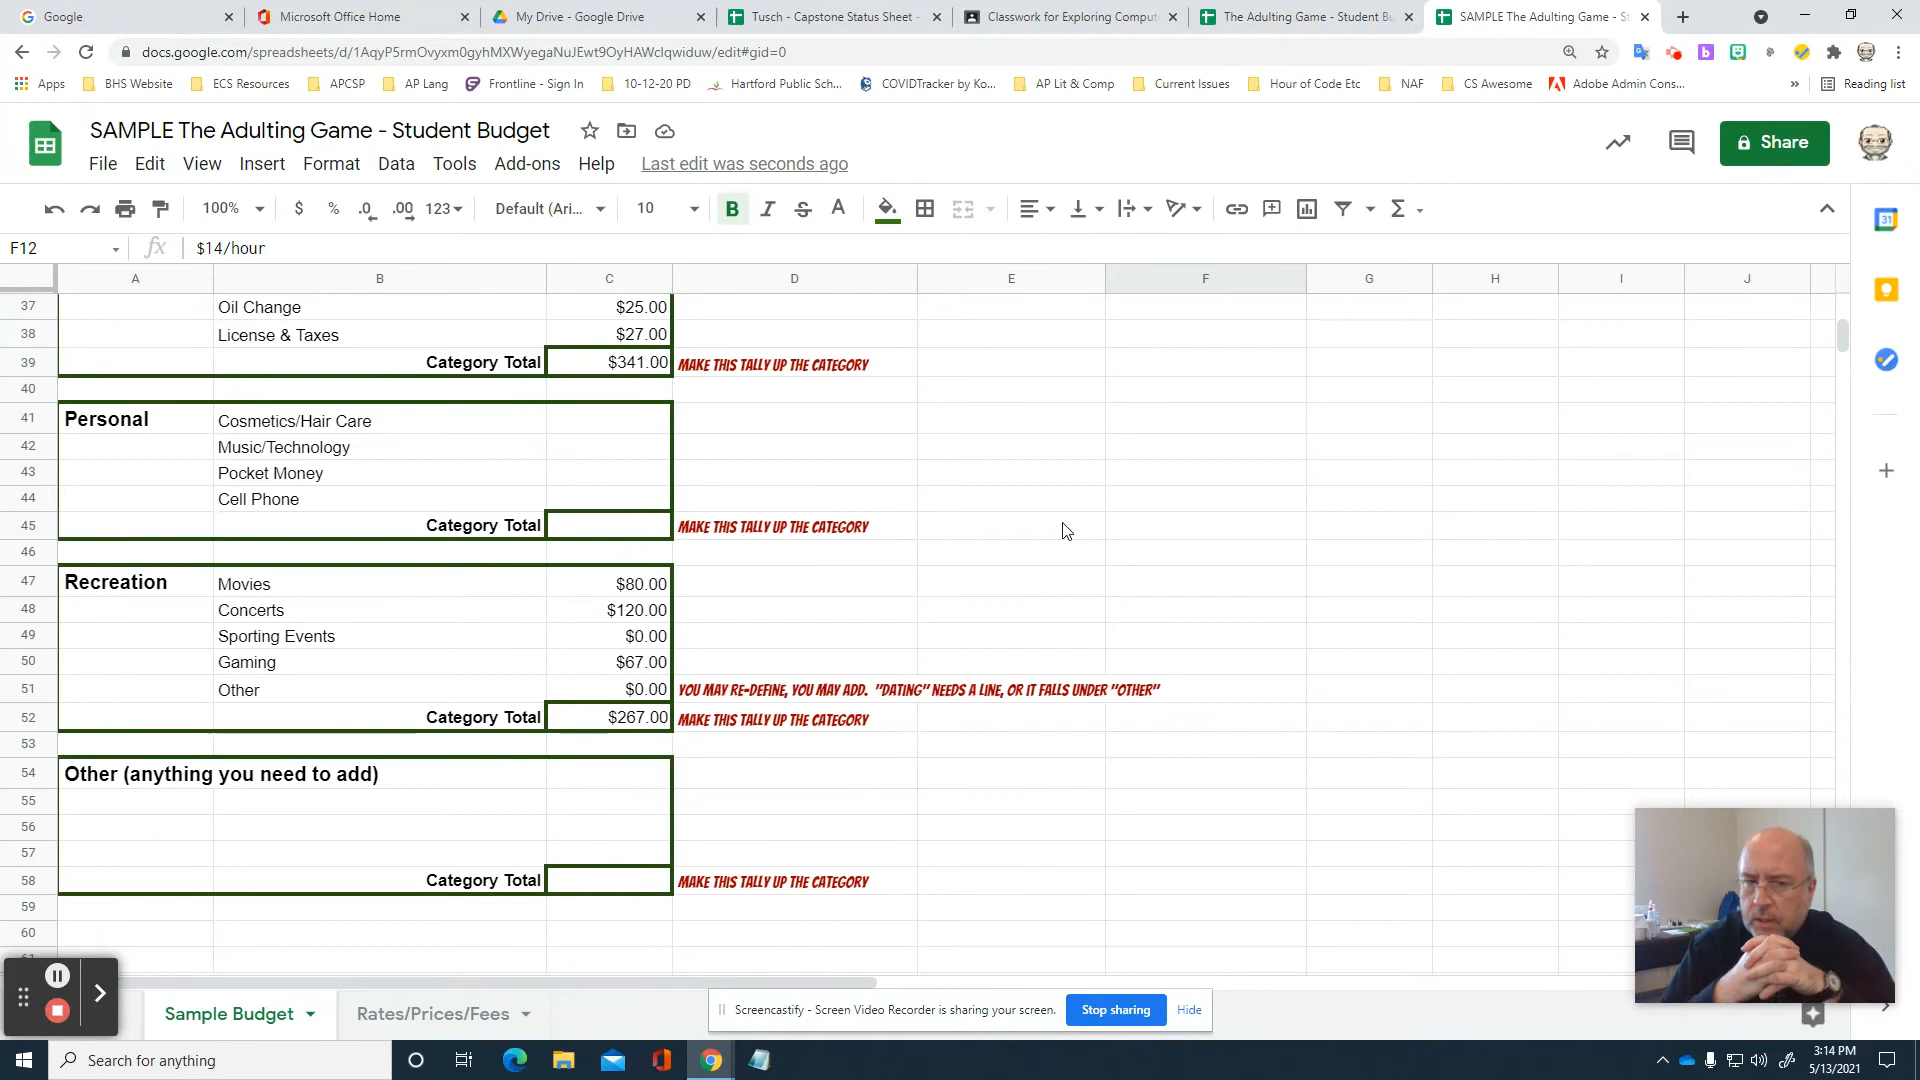 Google
Microsoft Office Home
My Drive - Google Drive
Tusch - Capstone Status Sheet -
Classwork for Exploring Comput
The Adulting Game - Student Bu
SAMPLE The Adulting Game - St
docs.google.com/spreadsheets/d/1AqyP5rmOvyxm0gyhMXWyegaNuJEwt9OyHAWclqwiduw/edit#gid=0
Apps
BHS Website
ECS Resources
APCSP
AP Lang
Frontline - Sign In
10-12-20 PD
Hartford Public Sch...
COVIDTracker by Ko...
AP Lit & Comp
Current Issues
Hour of Code Etc
NAF
CS Awesome
Adobe Admin Cons...
»
Reading list
SAMPLE The Adulting Game - Student Budget
File Edit View Insert Format Data Tools Add-ons Help Last edit was seconds ago
Share
100% $ % .0 .00 123 Default (Ari... 10 B I S A Σ
F12 fx $14/hour
A B C D E F G H I J
37 Oil Change $25.00
38 License & Taxes $27.00
39 Category Total $341.00 MAKE THIS TALLY UP THE CATEGORY
40
41 Personal Cosmetics/Hair Care
42 Music/Technology
43 Pocket Money
44 Cell Phone
45 Category Total MAKE THIS TALLY UP THE CATEGORY
46
47 Recreation Movies $80.00
48 Concerts $120.00
49 Sporting Events $0.00
50 Gaming $67.00
51 Other $0.00 YOU MAY RE-DEFINE, YOU MAY ADD. "DATING" NEEDS A LINE, OR IT FALLS UNDER "OTHER"
52 Category Total $267.00 MAKE THIS TALLY UP THE CATEGORY
53
54 Other (anything you need to add)
55
56
57
58 Category Total MAKE THIS TALLY UP THE CATEGORY
59
60
Sample Budget
Rates/Prices/Fees
Screencastify - Screen Video Recorder is sharing your screen.
Stop sharing
Hide
Search for anything
3:14 PM
5/13/2021